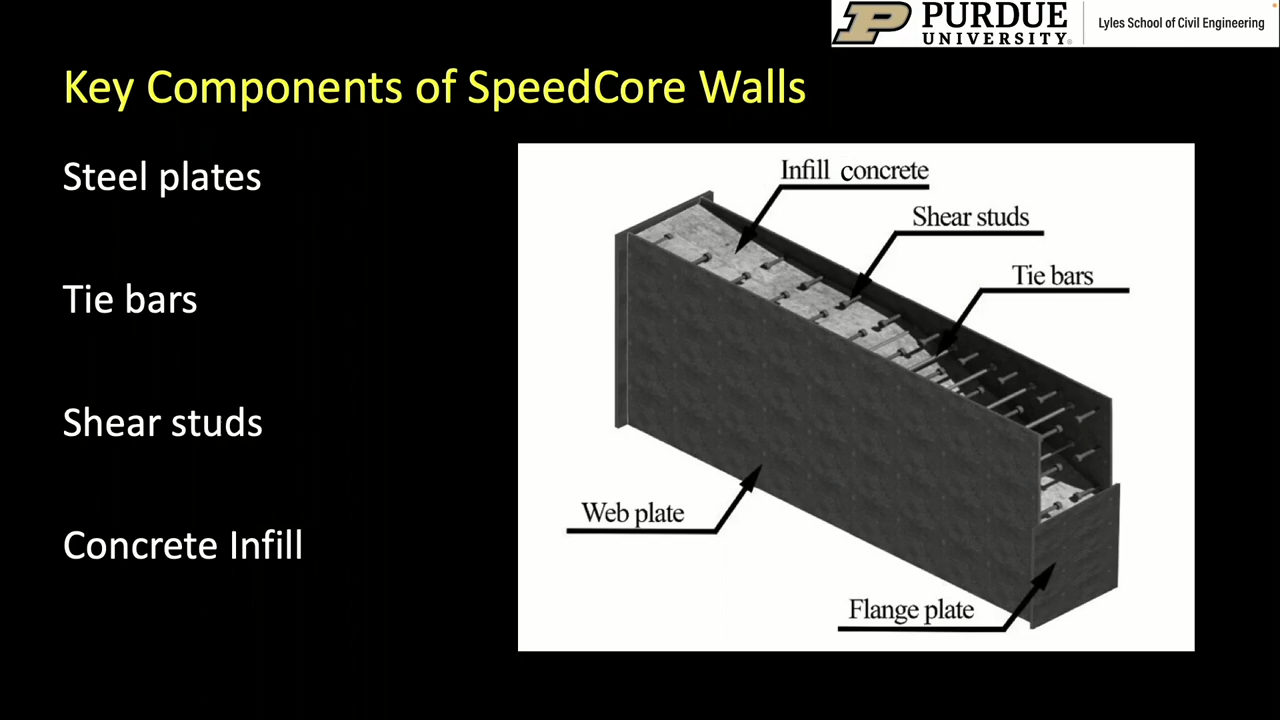 PURDUE
UNIVERSITY®
Lyles School of Civil Engineering
Key Components of SpeedCore Walls
Steel plates
Tie bars
Shear studs
Concrete Infill
Infill concrete
Shear studs
Tie bars
Web plate
Flange plate